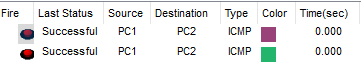 Fire Last Status Source Destination Type Color Time(sec)
Successful PC1 PC2 ICMP 0.000
Successful PC1 PC2 ICMP 0.000